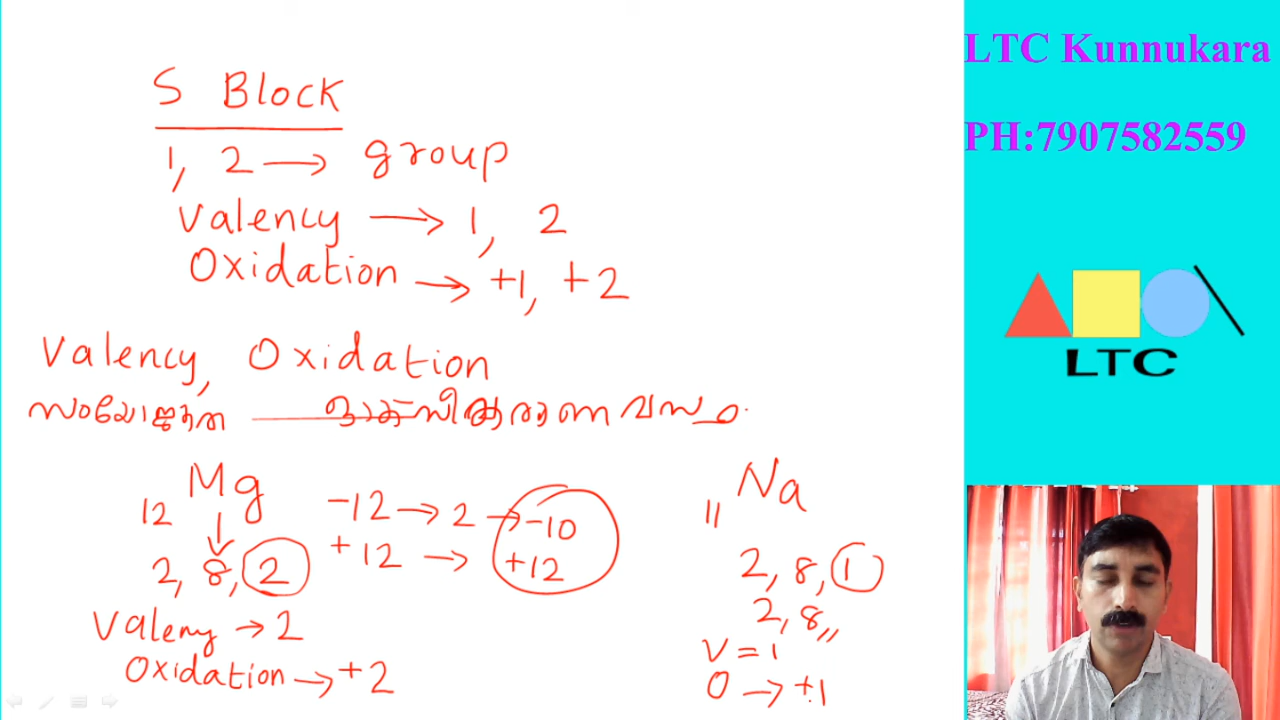 S Block
1, 2 → group
Valency → 1, 2
Oxidation → +1, +2
Valency, Oxidation
സംയോജകത
Mg
12
2, 8, 2
Valeny → 2
Oxidation → +2
-12 → 2 → -10
+12 → +12
Na
11
2, 8, 1
2, 8,,
V = 1
O → +1
LTC Kunnukara
PH:7907582559
LTC